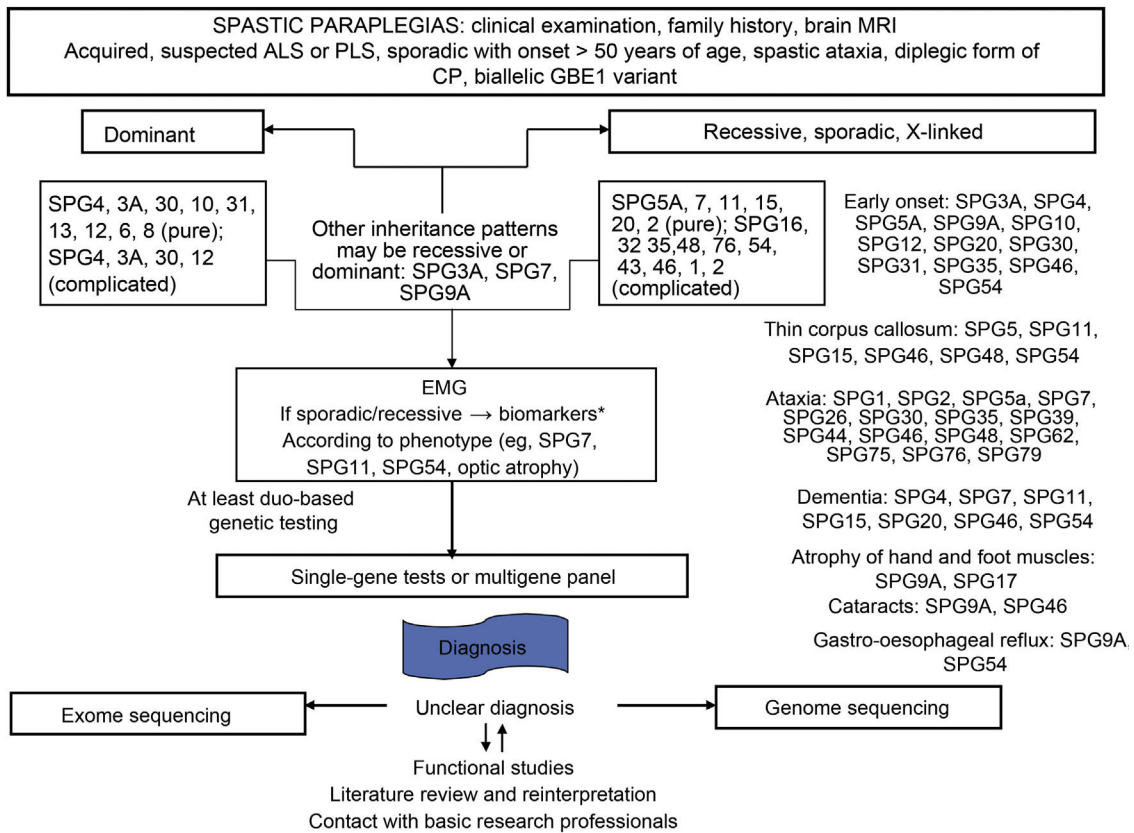 SPASTIC PARAPLEGIAS: clinical examination, family history, brain MRI
Acquired, suspected ALS or PLS, sporadic with onset > 50 years of age, spastic ataxia, diplegic form of
CP, biallelic GBE1 variant
Dominant
Recessive, sporadic, X-linked
SPG4, 3A, 30, 10, 31,
13, 12, 6, 8 (pure);
SPG4, 3A, 30, 12
(complicated)
Other inheritance patterns
may be recessive or
dominant: SPG3A, SPG7,
SPG9A
SPG5A, 7, 11, 15,
20, 2 (pure); SPG16,
32 35,48, 76, 54,
43, 46, 1, 2
(complicated)
Early onset: SPG3A, SPG4,
SPG5A, SPG9A, SPG10,
SPG12, SPG20, SPG30,
SPG31, SPG35, SPG46,
SPG54
Thin corpus callosum: SPG5, SPG11,
SPG15, SPG46, SPG48, SPG54
Ataxia: SPG1, SPG2, SPG5a, SPG7,
SPG26, SPG30, SPG35, SPG39,
SPG44, SPG46, SPG48, SPG62,
SPG75, SPG76, SPG79
Dementia: SPG4, SPG7, SPG11,
SPG15, SPG20, SPG46, SPG54
Atrophy of hand and foot muscles:
SPG9A, SPG17
Cataracts: SPG9A, SPG46
Gastro-oesophageal reflux: SPG9A,
SPG54
EMG
If sporadic/recessive → biomarkers*
According to phenotype (eg, SPG7,
SPG11, SPG54, optic atrophy)
At least duo-based
genetic testing
Single-gene tests or multigene panel
Diagnosis
Exome sequencing
Unclear diagnosis
Genome sequencing
Functional studies
Literature review and reinterpretation
Contact with basic research professionals